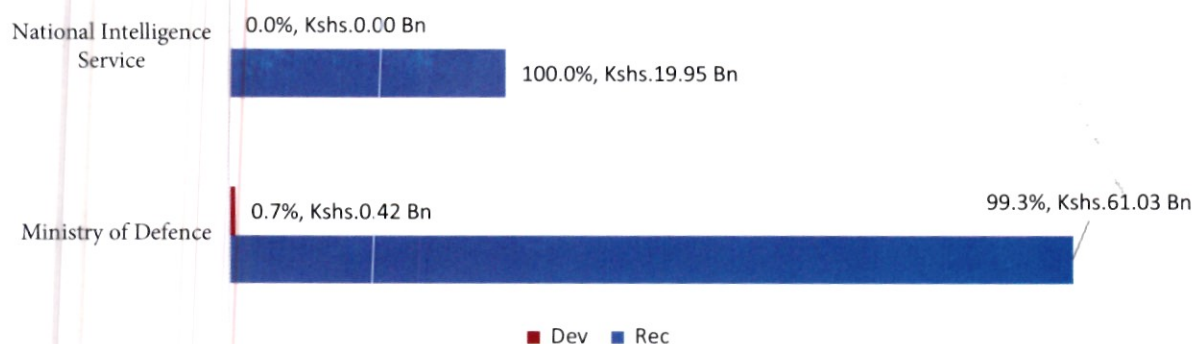 0.0%, Kshs.0.00 Bn
National Intelligence
Service
100.0%, Kshs.19.95 Bn
99.3%, Kshs.61.03 Bn
0.7%, Kshs.0.42 Bn
Ministry of Defence
Dev Rec